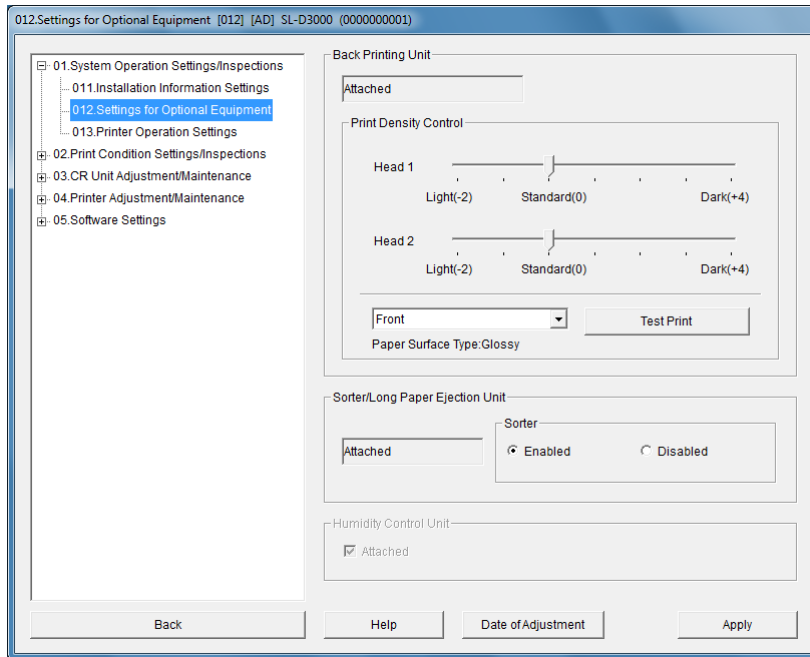 012.Settings for Optional Equipment [012] [AD] SL-D3000 (0000000001)
01.System Operation Settings/Inspections
011.Installation Information Settings
012.Settings for Optional Equipment
013.Printer Operation Settings
02.Print Condition Settings/Inspections
03.CR Unit Adjustment/Maintenance
04.Printer Adjustment/Maintenance
05.Software Settings
Back Printing Unit
Attached
Print Density Control
Head 1
Light(-2) Standard(0) Dark(+4)
Head 2
Light(-2) Standard(0) Dark(+4)
Front Test Print
Paper Surface Type:Glossy
Sorter/Long Paper Ejection Unit
Sorter
Attached Enabled Disabled
Humidity Control Unit
Attached
Back Help Date of Adjustment Apply